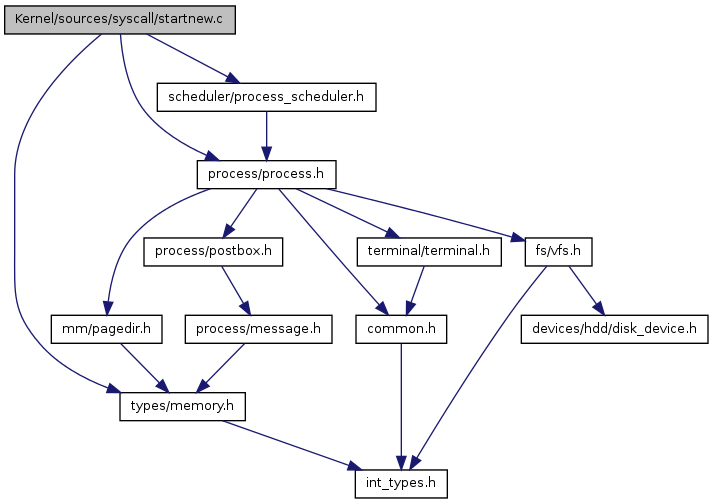 Kernel/sources/syscall/startnew.c
scheduler/process_scheduler.h
process/process.h
process/postbox.h
terminal/terminal.h
fs/vfs.h
mm/pagedir.h
process/message.h
common.h
devices/hdd/disk_device.h
types/memory.h
int_types.h